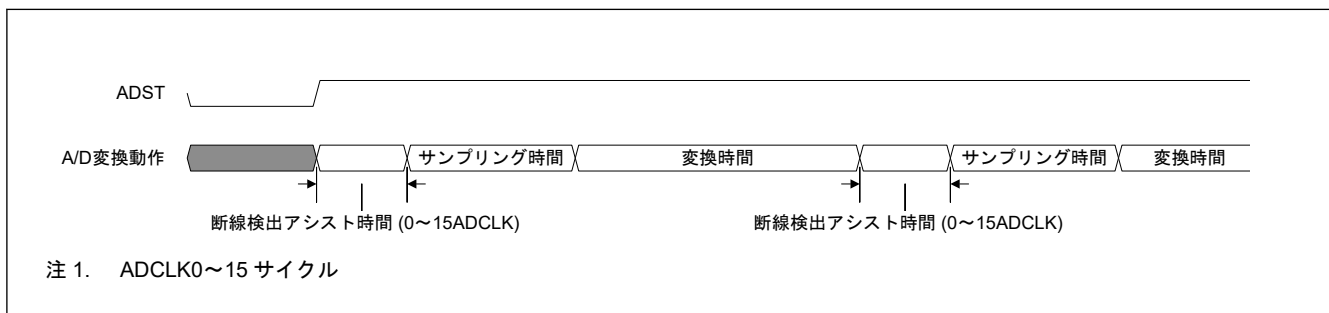 ADST
A/D変換動作 サンプリング時間 変換時間 サンプリング時間 変換時間
断線検出アシスト時間 (0～15ADCLK) 断線検出アシスト時間 (0～15ADCLK)
注 1. ADCLK0～15 サイクル